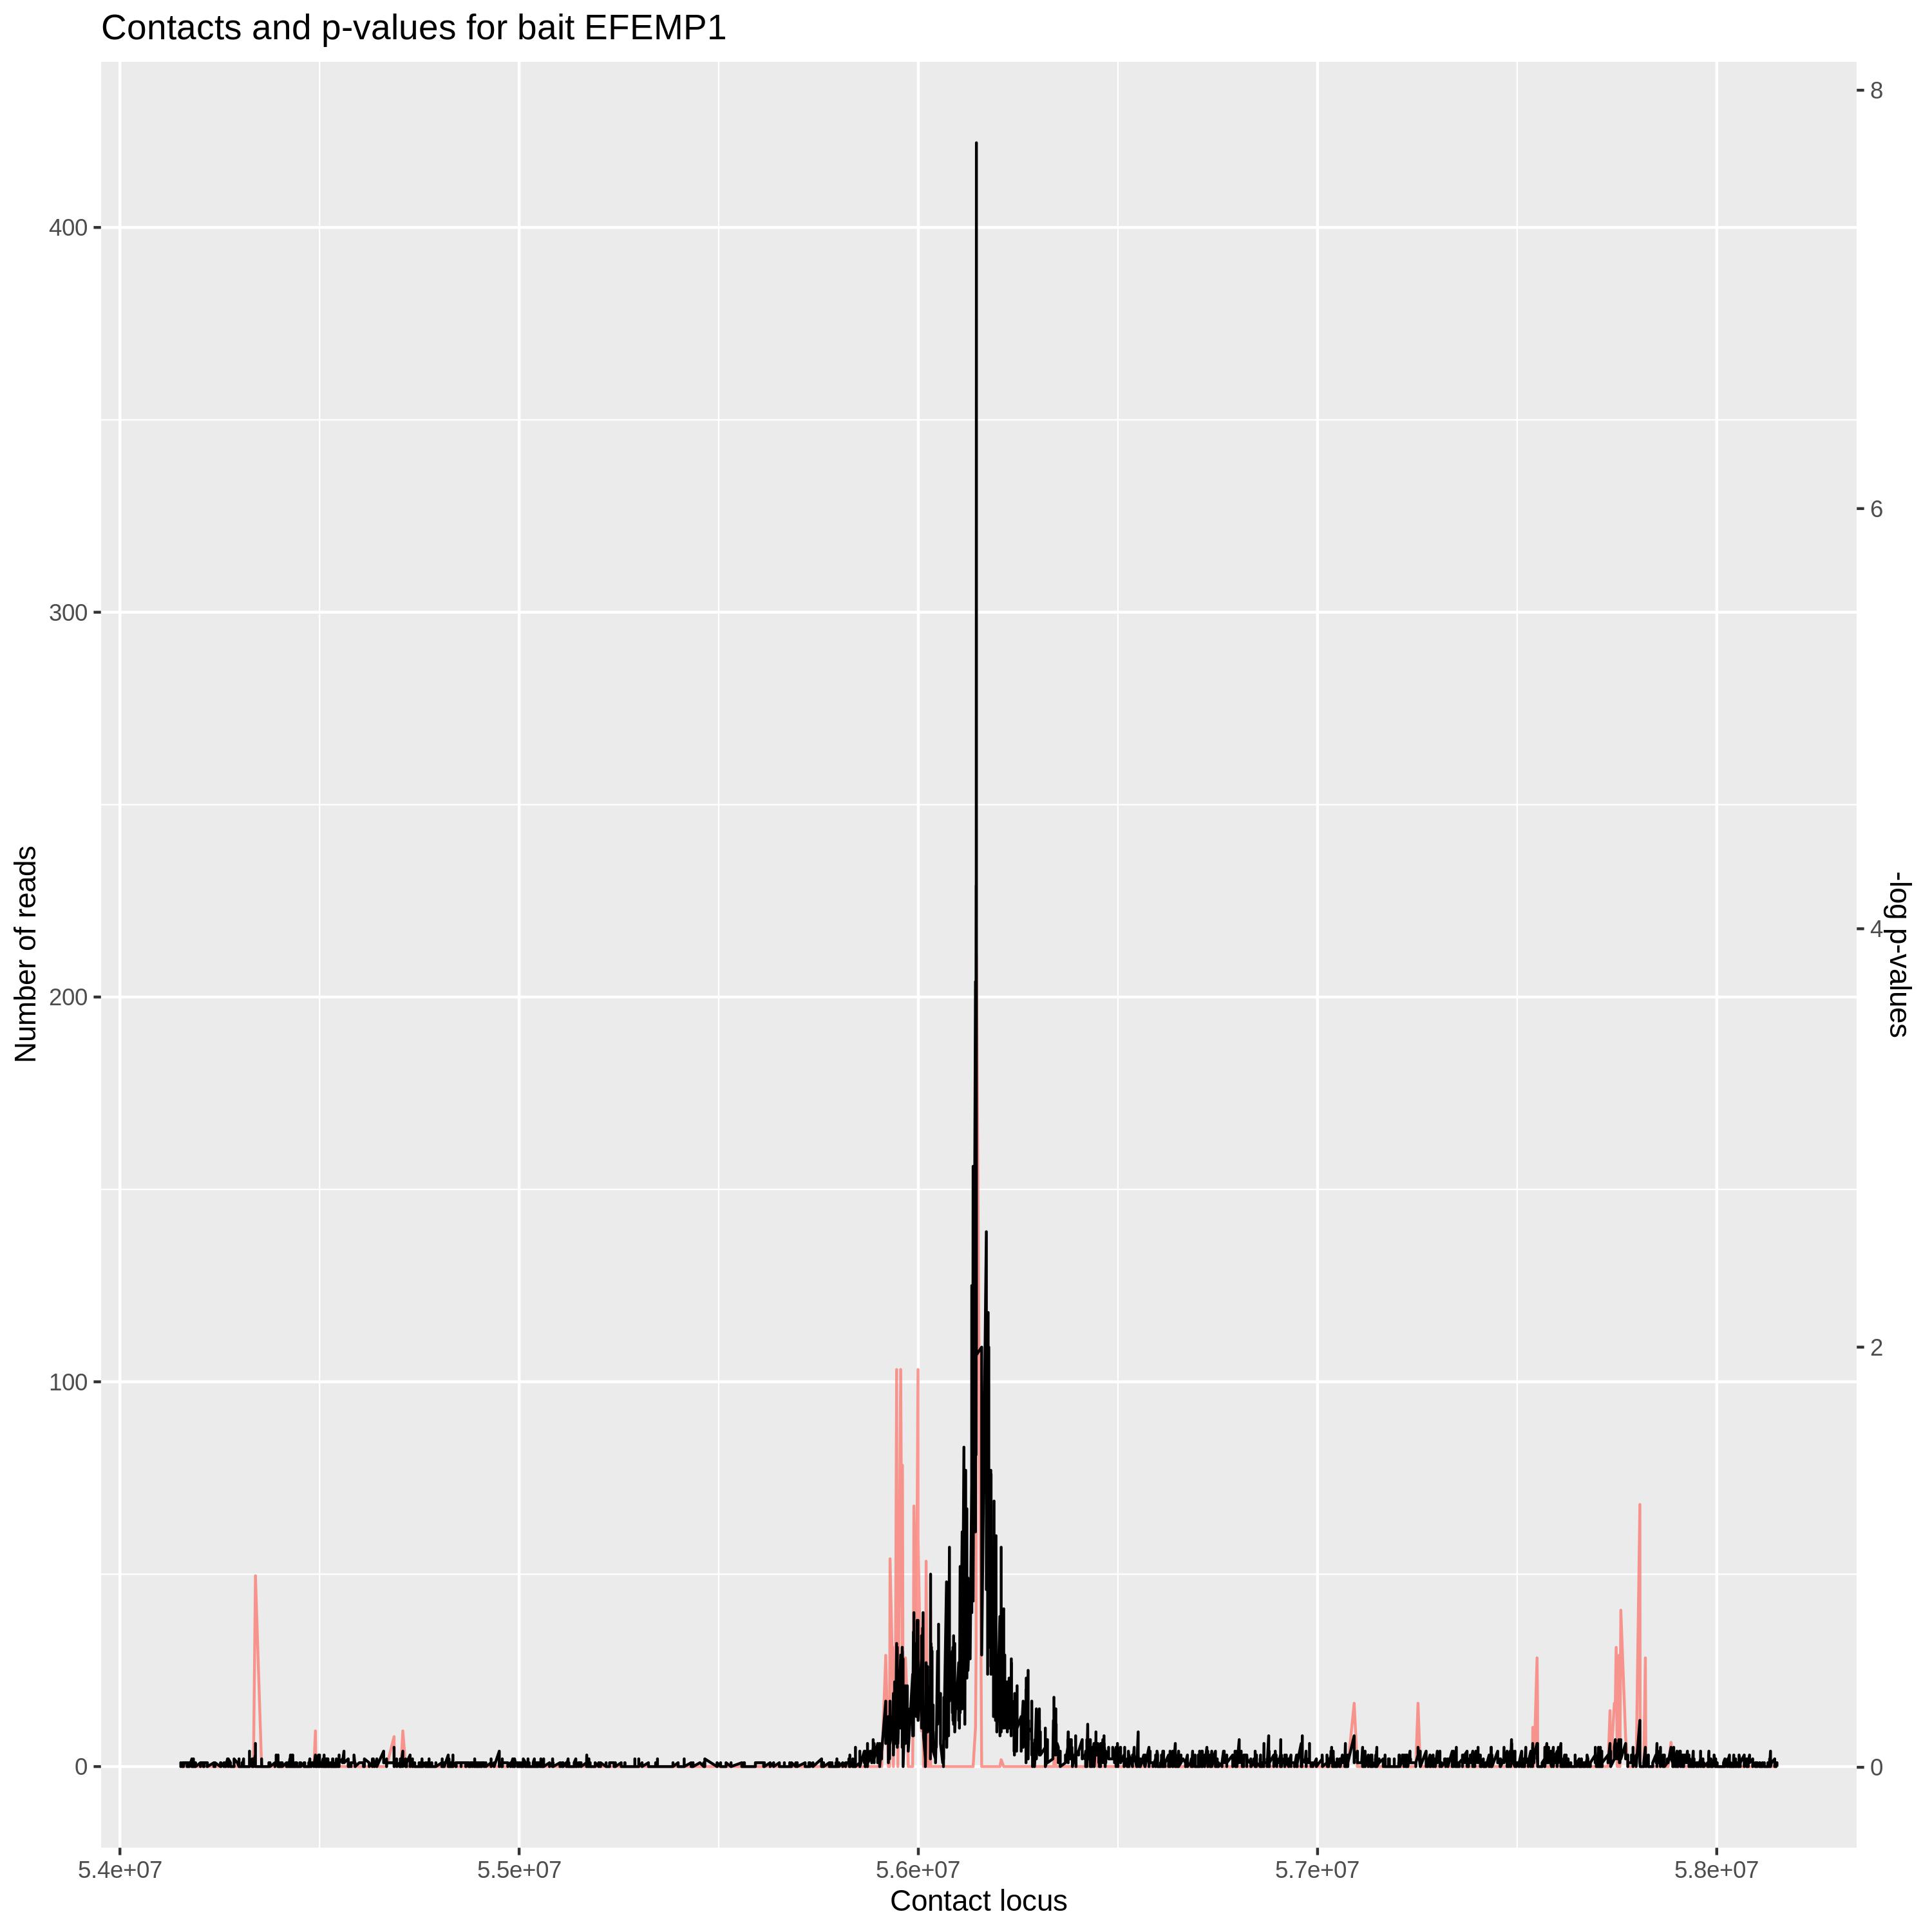 Contacts and p-values for bait EFEMP1
Number of reads
400
300
200
100
0
8
6
4
2
0
-log p-values
5.4e+07
5.5e+07
5.6e+07
5.7e+07
5.8e+07
Contact locus